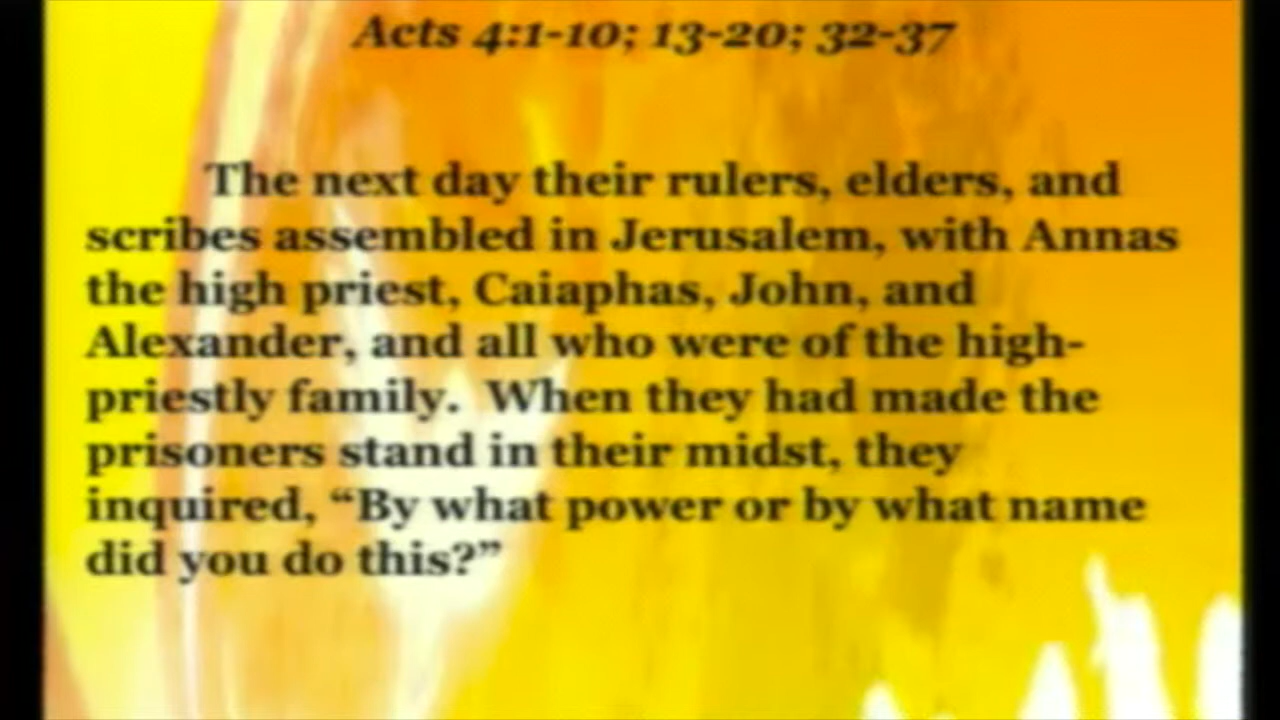 Acts 4:1-10; 13-20; 32-37
The next day their rulers, elders, and
scribes assembled in Jerusalem, with Annas
the high priest, Caiaphas, John, and
Alexander, and all who were of the high-
priestly family.  When they had made the
prisoners stand in their midst, they
inquired, “By what power or by what name
did you do this?”